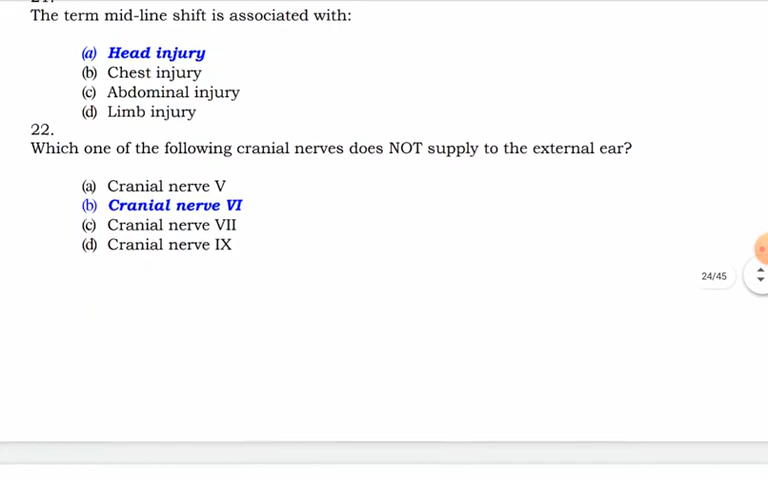 The term mid-line shift is associated with:
(a) Head injury
(b) Chest injury
(c) Abdominal injury
(d) Limb injury
22.
Which one of the following cranial nerves does NOT supply to the external ear?
(a) Cranial nerve V
(b) Cranial nerve VI
(c) Cranial nerve VII
(d) Cranial nerve IX
24/45